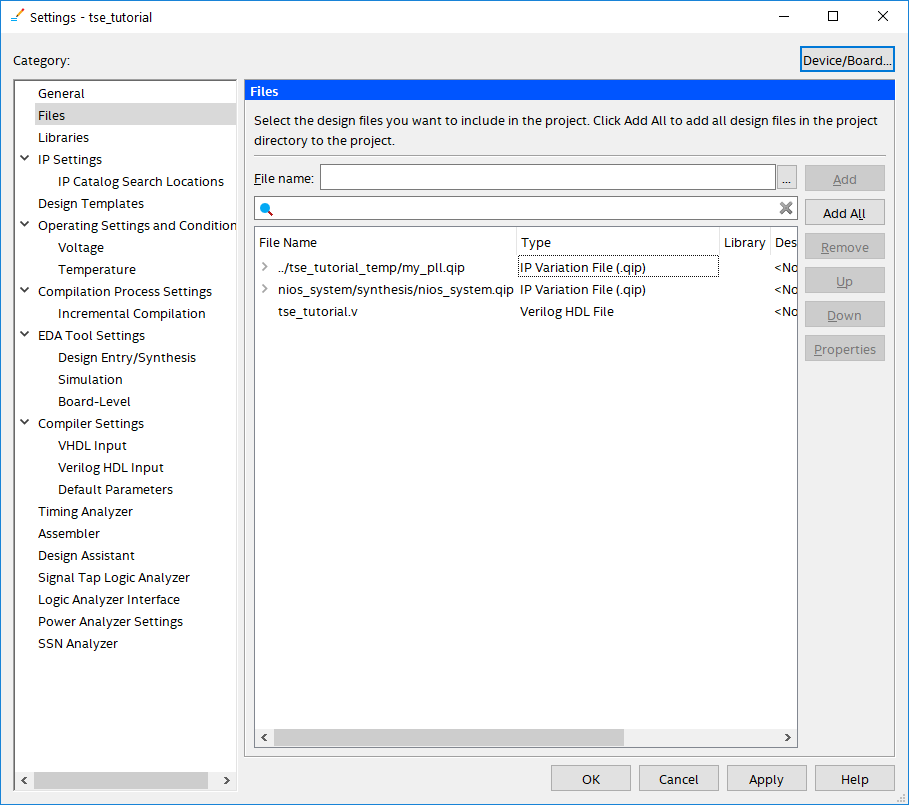 Settings - tse_tutorial
Category:
Device/Board...
General
Files
Libraries
IP Settings
IP Catalog Search Locations
Design Templates
Operating Settings and Condition
Voltage
Temperature
Compilation Process Settings
Incremental Compilation
EDA Tool Settings
Design Entry/Synthesis
Simulation
Board-Level
Compiler Settings
VHDL Input
Verilog HDL Input
Default Parameters
Timing Analyzer
Assembler
Design Assistant
Signal Tap Logic Analyzer
Logic Analyzer Interface
Power Analyzer Settings
SSN Analyzer
Files
Select the design files you want to include in the project. Click Add All to add all design files in the project
directory to the project.
File name:
...
Add
Add All
Remove
Up
Down
Properties
File Name Type Library Des
../tse_tutorial_temp/my_pll.qip IP Variation File (.qip) <No
nios_system/synthesis/nios_system.qip IP Variation File (.qip) <No
tse_tutorial.v Verilog HDL File <No
OK Cancel Apply Help